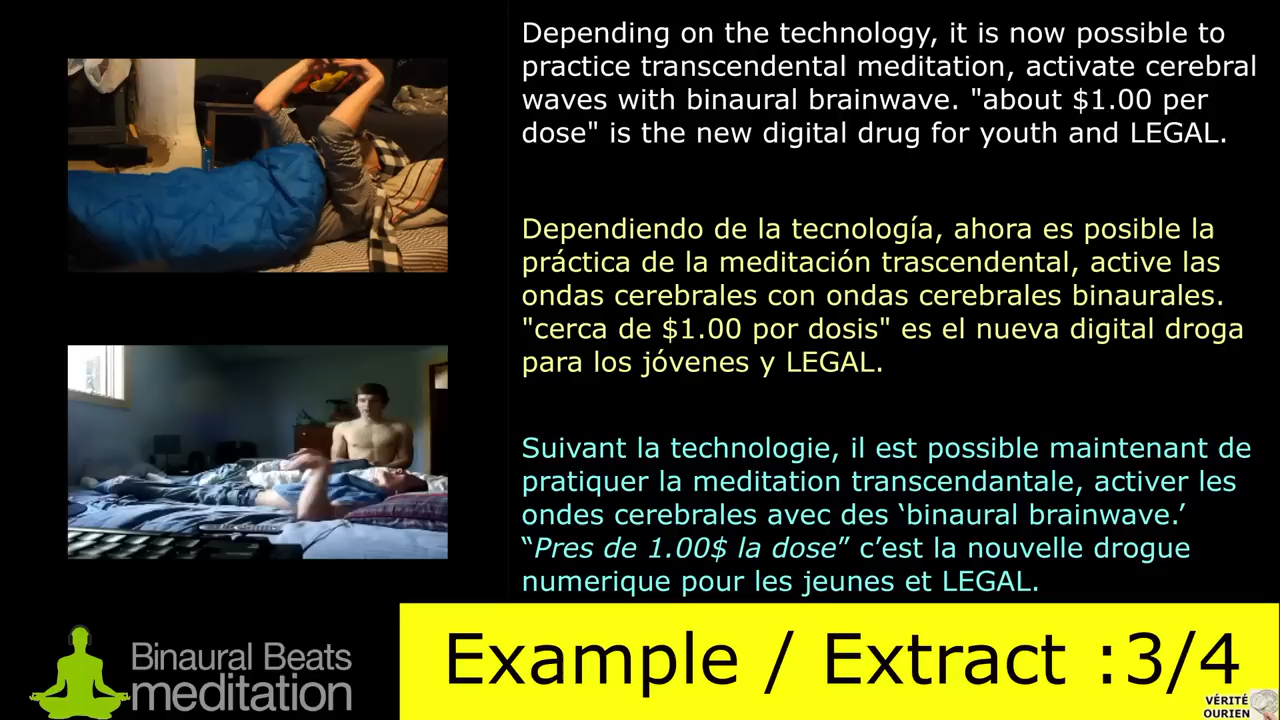 Depending on the technology, it is now possible to
practice transcendental meditation, activate cerebral
waves with binaural brainwave. "about $1.00 per
dose" is the new digital drug for youth and LEGAL.
Dependiendo de la tecnología, ahora es posible la
práctica de la meditación trascendental, active las
ondas cerebrales con ondas cerebrales binaurales.
"cerca de $1.00 por dosis" es el nueva digital droga
para los jóvenes y LEGAL.
Suivant la technologie, il est possible maintenant de
pratiquer la meditation transcendantale, activer les
ondes cerebrales avec des ‘binaural brainwave.’
“Pres de 1.00$ la dose” c’est la nouvelle drogue
numerique pour les jeunes et LEGAL.
Binaural Beats
meditation
Example / Extract :3/4
VÉRITÉ
OURIEN